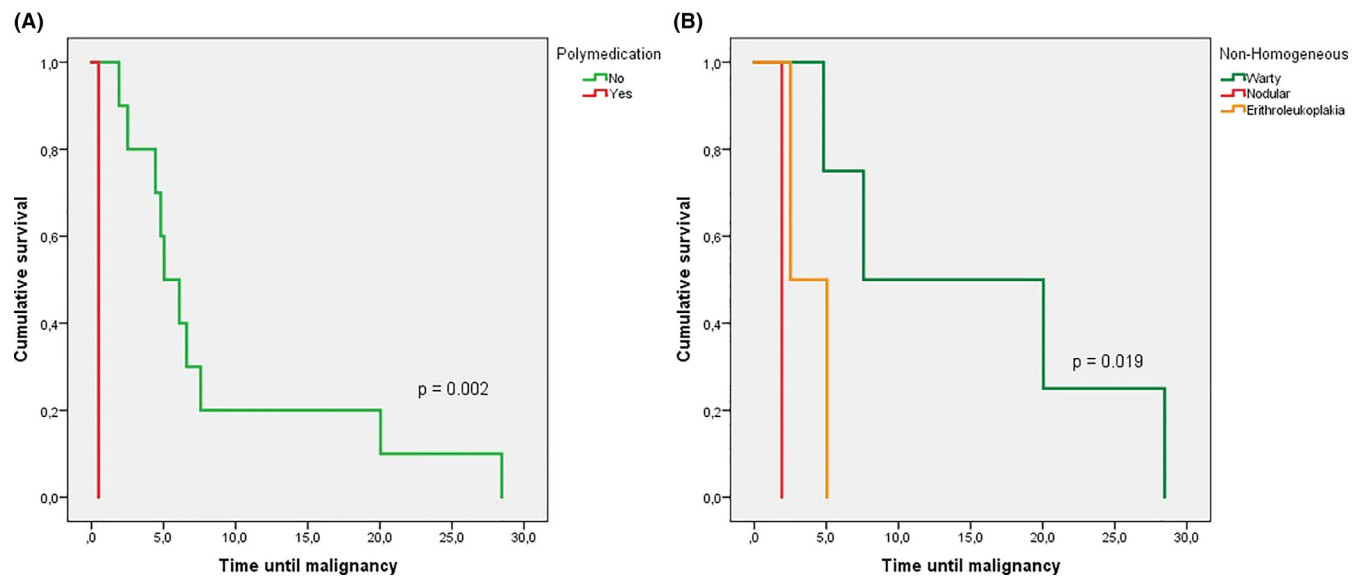 (A)
Polymedication
No
Yes
1,0
0,8
0,6
0,4
0,2
0,0
Cumulative survival
p = 0.002
,0
5,0
10,0
15,0
20,0
25,0
30,0
Time until malignancy
(B)
Non-Homogeneous
Warty
Nodular
Erithroleukoplakia
1,0
0,8
0,6
0,4
0,2
0,0
Cumulative survival
p = 0.019
,0
5,0
10,0
15,0
20,0
25,0
30,0
Time until malignancy